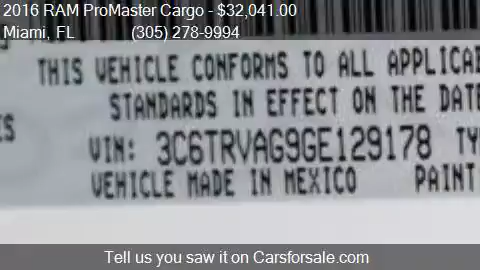 2016 RAM ProMaster Cargo - $32,041.00
Miami, FL (305) 278-9994
THIS VEHICLE CONFORMS TO ALL
STANDARDS IN EFFECT ON THE
VIN: 3C6TRVAG9GE129178
VEHICLE MADE IN MEXICO PAINT
Tell us you saw it on Carsforsale.com